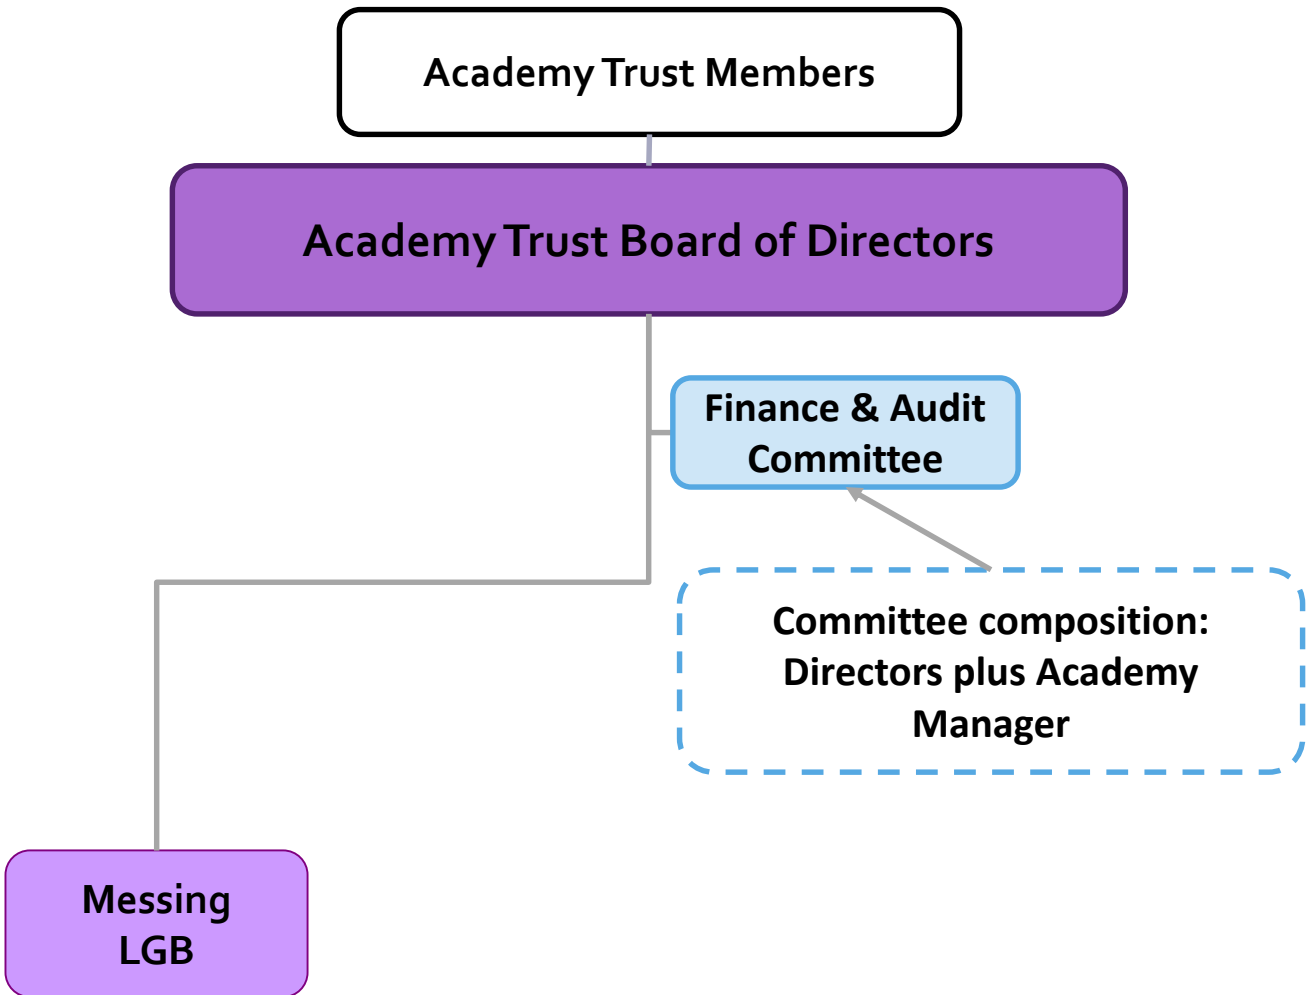 Academy Trust Members
Academy Trust Board of Directors
Finance & Audit
Committee
Committee composition:
Directors plus Academy
Manager
Messing
LGB